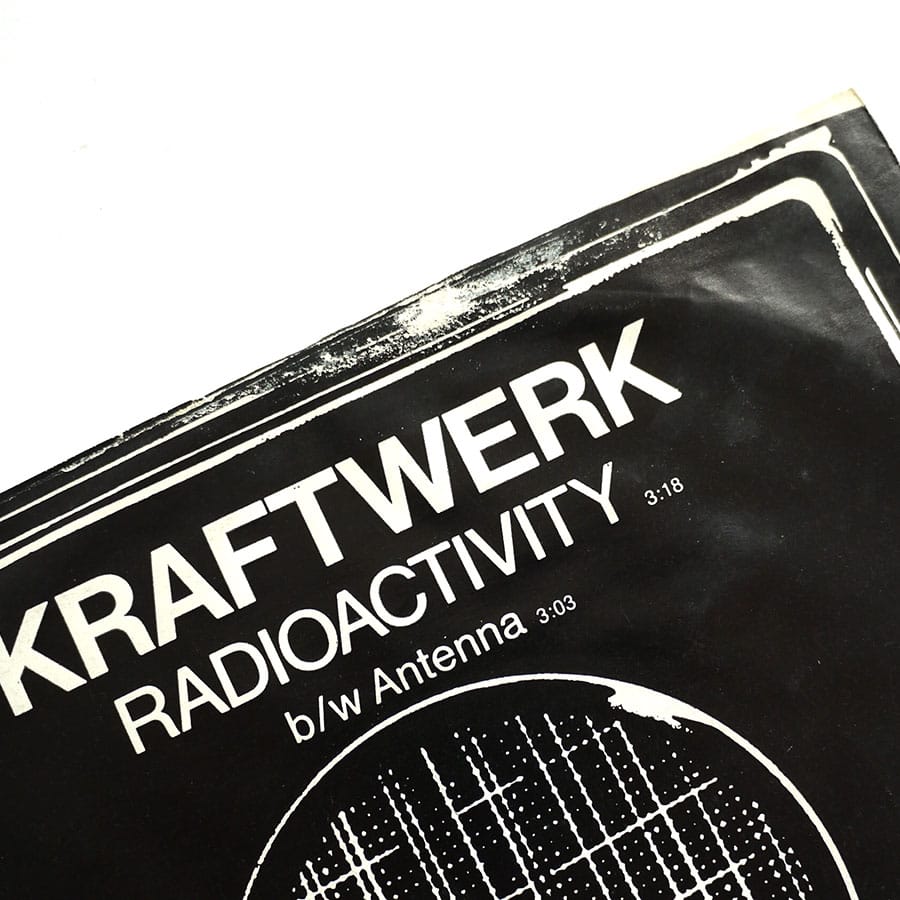 KRAFTWERK
RADIOACTIVITY 3:18
b/w Antenna 3:03